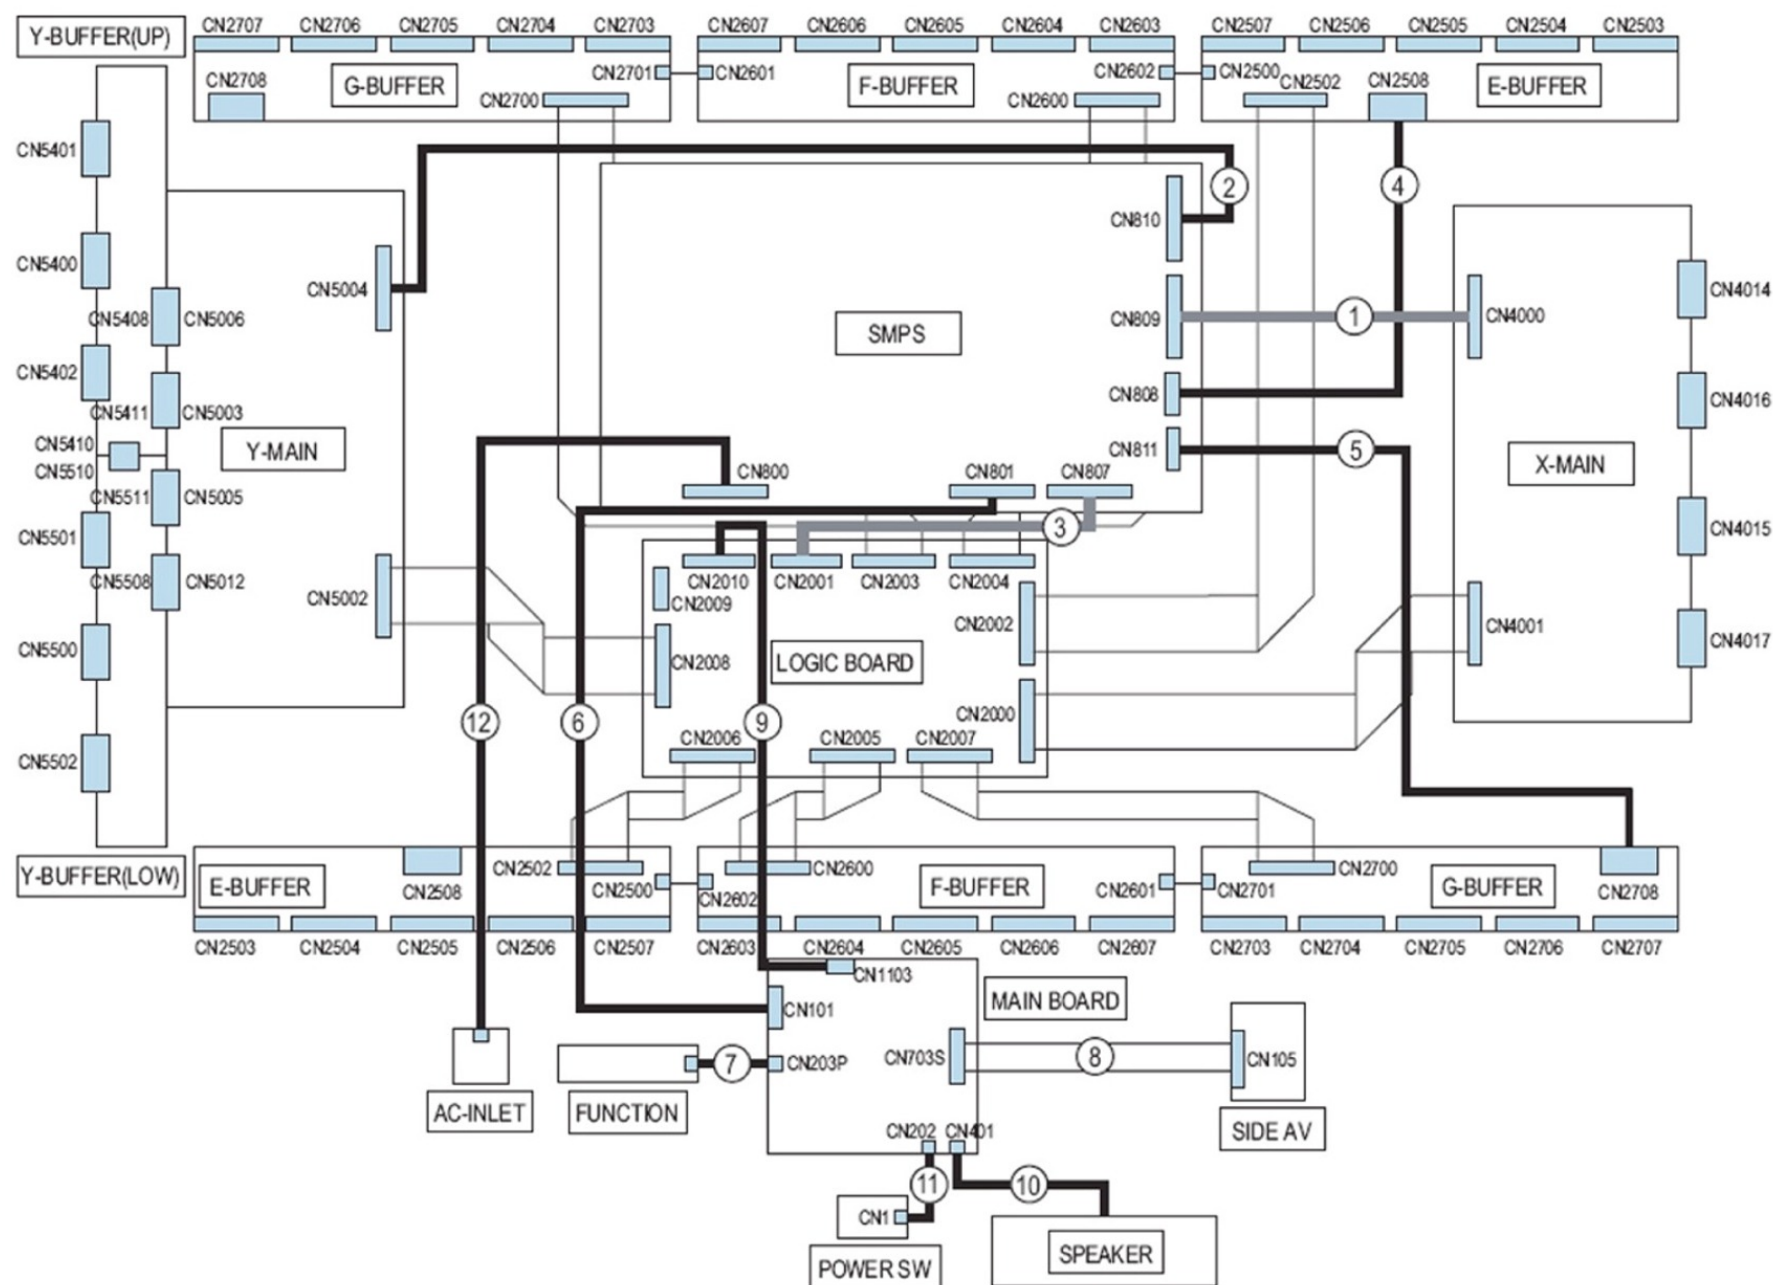 Y-BUFFER(UP)
CN2707 CN2706 CN2705 CN2704 CN2703 CN2607 CN2606 CN2605 CN2604 CN2603 CN2507 CN2506 CN2505 CN2504 CN2503
CN2708 G-BUFFER CN2701 CN2601 F-BUFFER CN2602 CN2500 CN2502 CN2508 E-BUFFER
CN2700 CN2600
CN5401
2 4
CN810
CN5400
CN5004
CN4014
CN5408 CN5006 CN809 1 CN4000
SMPS
CN5402 CN808 CN4016
CN5411 CN5003
CN5410 Y-MAIN CN811 5 X-MAIN
CN5510 CN800 CN801 CN807
CN5511 CN5005
CN5501 3 CN4015
CN5508 CN5012 CN2010 CN2001 CN2003 CN2004
CN5002 CN2009 CN2002 CN4001
CN5500 CN2008 LOGIC BOARD CN4017
12 6 9 CN2000
CN2006 CN2005 CN2007
CN5502
Y-BUFFER(LOW) E-BUFFER CN2508 CN2502 CN2500 CN2602 CN2600 F-BUFFER CN2601 CN2701 CN2700 G-BUFFER CN2708
CN2503 CN2504 CN2505 CN2506 CN2507 CN2603 CN2604 CN2605 CN2606 CN2607 CN2703 CN2704 CN2705 CN2706 CN2707
CN1103
CN101 MAIN BOARD
7 CN203P CN703S 8 CN105
AC-INLET FUNCTION
CN202 CN401 SIDE AV
11 10
CN1
POWER SW SPEAKER